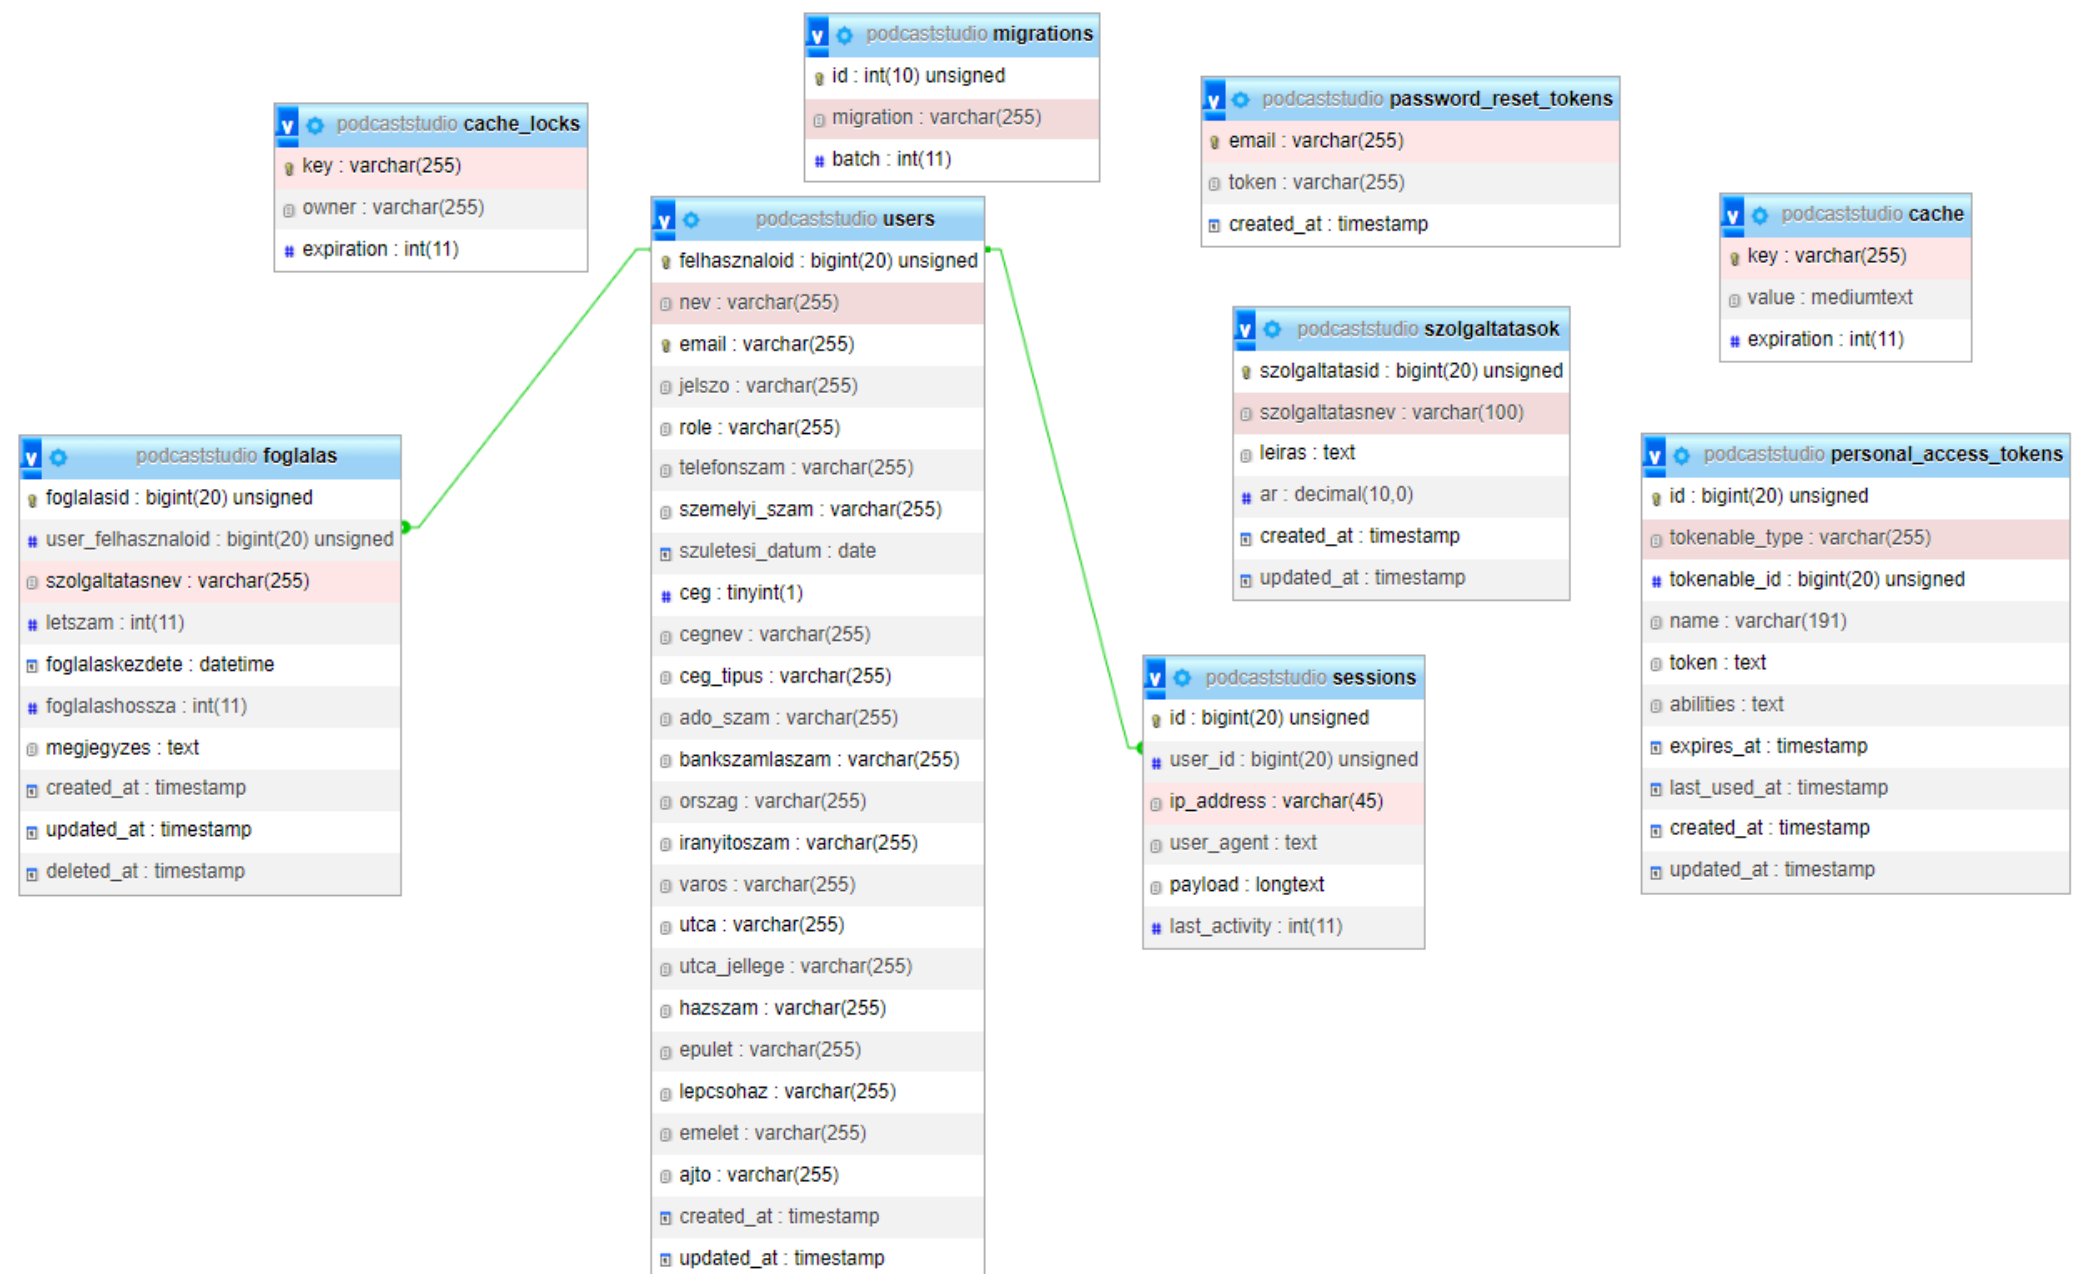 podcaststudio migrations
id : int(10) unsigned
migration : varchar(255)
batch : int(11)
podcaststudio password_reset_tokens
email : varchar(255)
token : varchar(255)
created_at : timestamp
podcaststudio cache_locks
key : varchar(255)
owner : varchar(255)
expiration : int(11)
podcaststudio users
felhasznaloid : bigint(20) unsigned
nev : varchar(255)
email : varchar(255)
jelszo : varchar(255)
role : varchar(255)
telefonszam : varchar(255)
szemelyi_szam : varchar(255)
szuletesi_datum : date
ceg : tinyint(1)
cegnev : varchar(255)
ceg_tipus : varchar(255)
ado_szam : varchar(255)
bankszamlaszam : varchar(255)
orszag : varchar(255)
iranyitoszam : varchar(255)
varos : varchar(255)
utca : varchar(255)
utca_jellege : varchar(255)
hazszam : varchar(255)
epulet : varchar(255)
lepcsohaz : varchar(255)
emelet : varchar(255)
ajto : varchar(255)
created_at : timestamp
updated_at : timestamp
podcaststudio cache
key : varchar(255)
value : mediumtext
expiration : int(11)
podcaststudio szolgaltatasok
szolgaltatasid : bigint(20) unsigned
szolgaltatasnev : varchar(100)
leiras : text
ar : decimal(10,0)
created_at : timestamp
updated_at : timestamp
podcaststudio foglalas
foglalasid : bigint(20) unsigned
user_felhasznaloid : bigint(20) unsigned
szolgaltatasnev : varchar(255)
letszam : int(11)
foglalaskezdete : datetime
foglalashossza : int(11)
megjegyzes : text
created_at : timestamp
updated_at : timestamp
deleted_at : timestamp
podcaststudio personal_access_tokens
id : bigint(20) unsigned
tokenable_type : varchar(255)
tokenable_id : bigint(20) unsigned
name : varchar(191)
token : text
abilities : text
expires_at : timestamp
last_used_at : timestamp
created_at : timestamp
updated_at : timestamp
podcaststudio sessions
id : bigint(20) unsigned
user_id : bigint(20) unsigned
ip_address : varchar(45)
user_agent : text
payload : longtext
last_activity : int(11)